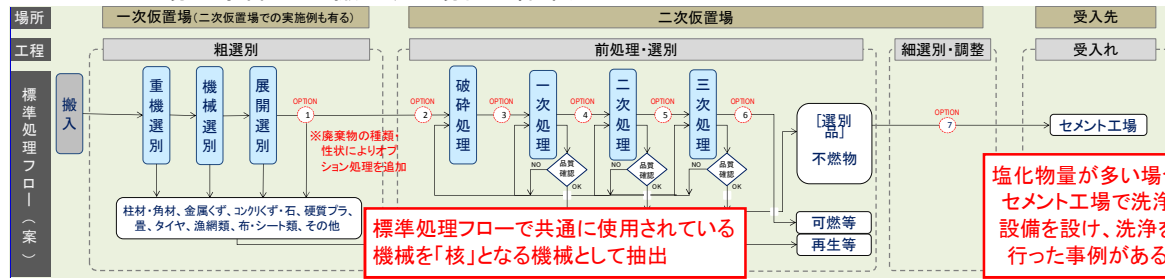 場所
一次仮置場(二次仮置場での実施例も有る)
二次仮置場
受入先
工程
粗選別
前処理・選別
細選別・調整
受入れ
標準処理フロー(案)
搬入
重機選別
機械選別
展開選別
OPTION
1
※廃棄物の種類・
性状によりオプ
ション処理を追加
OPTION
2
破砕処理
OPTION
3
一次処理
OPTION
4
二次処理
OPTION
5
三次処理
OPTION
6
NO
品質
確認
OK
NO
品質
確認
OK
NO
品質
確認
OK
[選別
品]
不燃物
可燃等
再生等
OPTION
7
セメント工場
柱材・角材、金属くず、コンクリくず・石、硬質プラ、
畳、タイヤ、漁網類、布・シート類、その他
標準処理フローで共通に使用されている
機械を「核」となる機械として抽出
塩化物量が多い場
セメント工場で洗浄
設備を設け、洗浄を
行った事例がある